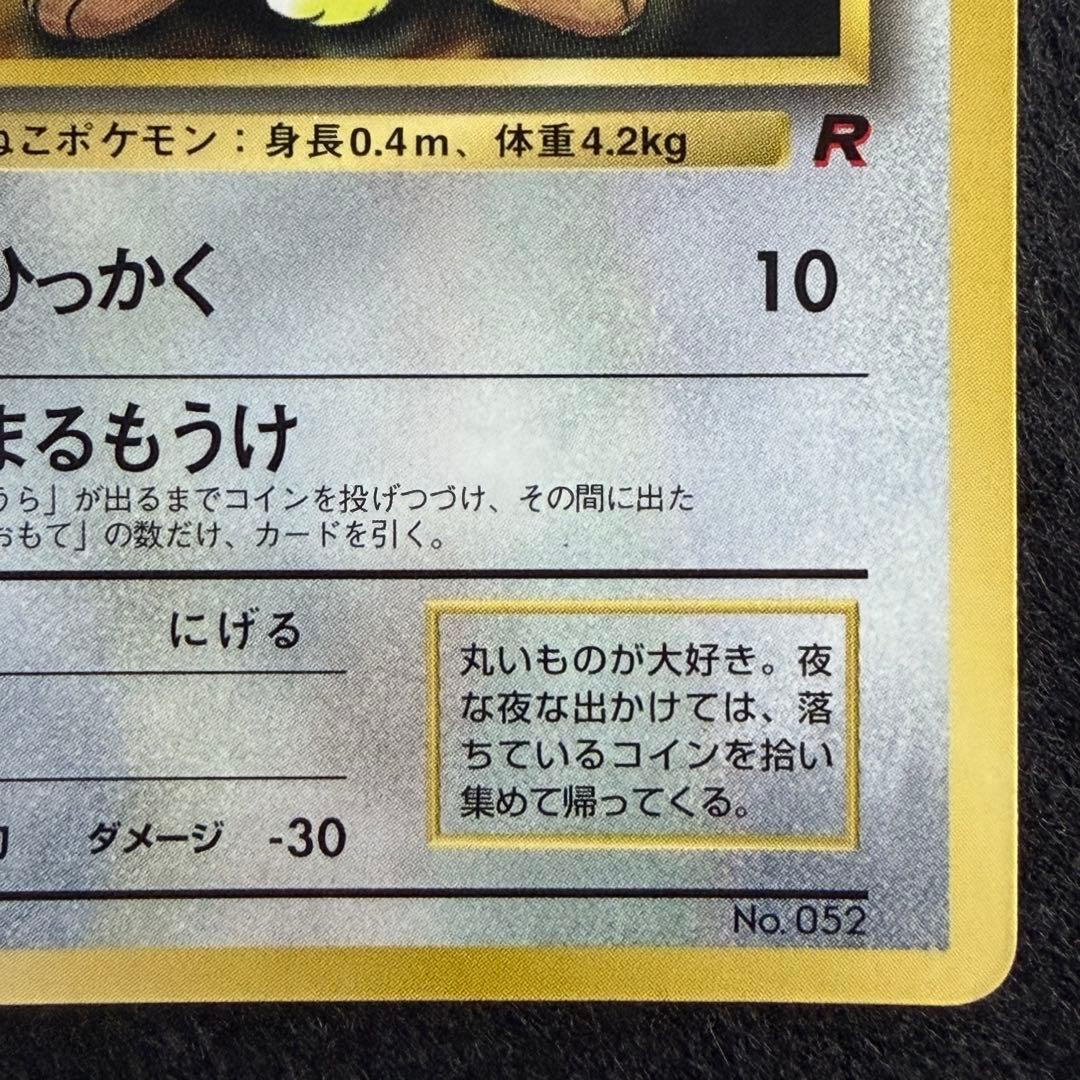 ねこポケモン：身長0.4m、体重4.2kg R
ひっかく 10
まるもうけ
うら」が出るまでコインを投げつづけ、その間に出た
おもて」の数だけ、カードを引く。
にげる
丸いものが大好き。夜
な夜な出かけては、落
ちているコインを拾い
集めて帰ってくる。
ダメージ -30
No. 052